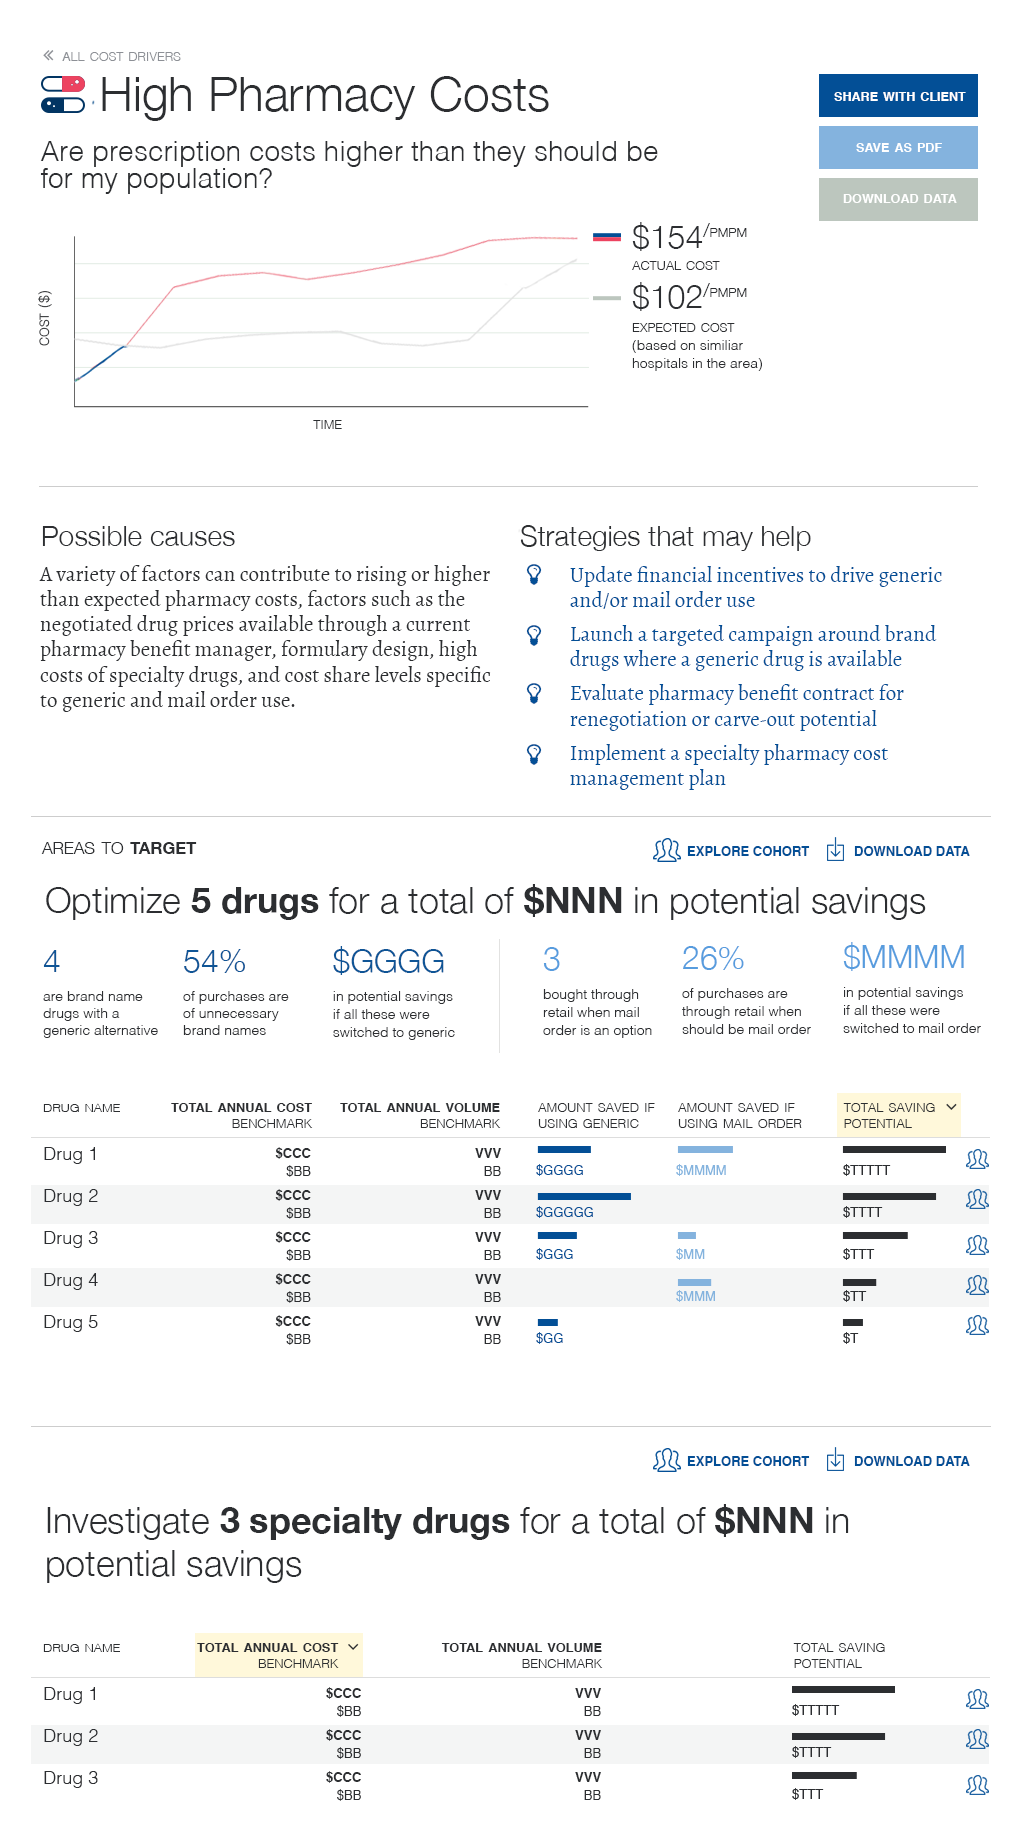 ALL COST DRIVERS
High Pharmacy Costs
SHARE WITH CLIENT
SAVE AS PDF
DOWNLOAD DATA
Are prescription costs higher than they should be
for my population?
$154/PMPM
ACTUAL COST
$102/PMPM
EXPECTED COST
(based on similiar
hospitals in the area)
COST ($)
TIME
Possible causes
A variety of factors can contribute to rising or higher
than expected pharmacy costs, factors such as the
negotiated drug prices available through a current
pharmacy benefit manager, formulary design, high
costs of specialty drugs, and cost share levels specific
to generic and mail order use.
Strategies that may help
Update financial incentives to drive generic
and/or mail order use
Launch a targeted campaign around brand
drugs where a generic drug is available
Evaluate pharmacy benefit contract for
renegotiation or carve-out potential
Implement a specialty pharmacy cost
management plan
AREAS TO TARGET
EXPLORE COHORT
DOWNLOAD DATA
Optimize 5 drugs for a total of $NNN in potential savings
4
are brand name
drugs with a
generic alternative
54%
of purchases are
of unnecessary
brand names
$GGGG
in potential savings
if all these were
switched to generic
3
bought through
retail when mail
order is an option
26%
of purchases are
through retail when
should be mail order
$MMMM
in potential savings
if all these were
switched to mail order
DRUG NAME
TOTAL ANNUAL COST
BENCHMARK
TOTAL ANNUAL VOLUME
BENCHMARK
AMOUNT SAVED IF
USING GENERIC
AMOUNT SAVED IF
USING MAIL ORDER
TOTAL SAVING
POTENTIAL
Drug 1
$CCC
$BB
VVV
BB
$GGGG
$MMMM
$TTTTT
Drug 2
$CCC
$BB
VVV
BB
$GGGGG
$TTTT
Drug 3
$CCC
$BB
VVV
BB
$GGG
$MM
$TTT
Drug 4
$CCC
$BB
VVV
BB
$MMM
$TT
Drug 5
$CCC
$BB
VVV
BB
$GG
$T
EXPLORE COHORT
DOWNLOAD DATA
Investigate 3 specialty drugs for a total of $NNN in
potential savings
DRUG NAME
TOTAL ANNUAL COST
BENCHMARK
TOTAL ANNUAL VOLUME
BENCHMARK
TOTAL SAVING
POTENTIAL
Drug 1
$CCC
$BB
VVV
BB
$TTTTT
Drug 2
$CCC
$BB
VVV
BB
$TTTT
Drug 3
$CCC
$BB
VVV
BB
$TTT